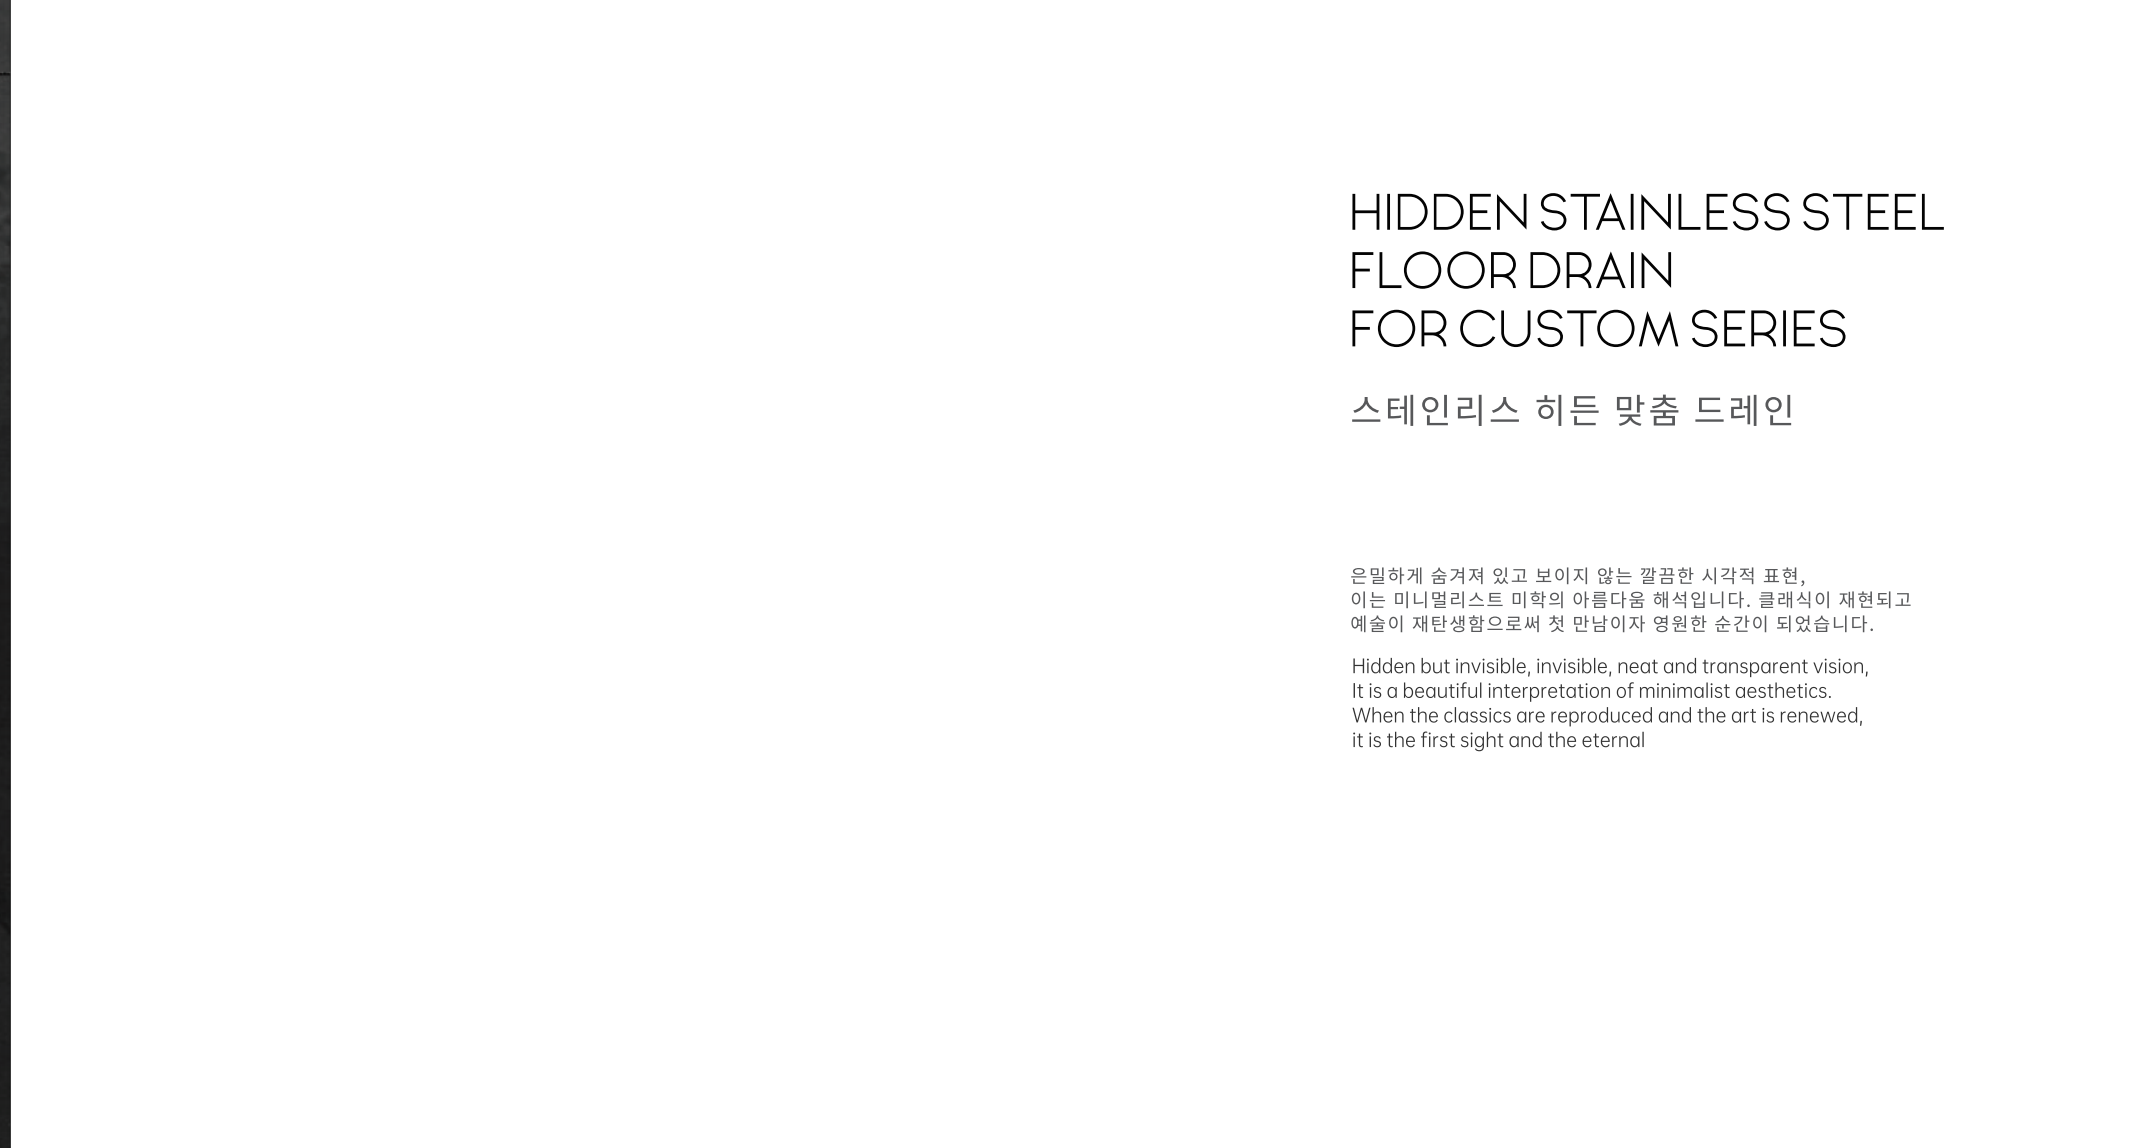 HIDDEN STAINLESS STEEL
FLOOR DRAIN
FOR CUSTOM SERIES
스테인리스 히든 맞춤 드레인
은밀하게 숨겨져 있고 보이지 않는 깔끔한 시각적 표현,
이는 미니멀리스트 미학의 아름다움 해석입니다. 클래식이 재현되고
예술이 재탄생함으로써 첫 만남이자 영원한 순간이 되었습니다.
Hidden but invisible, invisible, neat and transparent vision,
It is a beautiful interpretation of minimalist aesthetics.
When the classics are reproduced and the art is renewed,
it is the first sight and the eternal